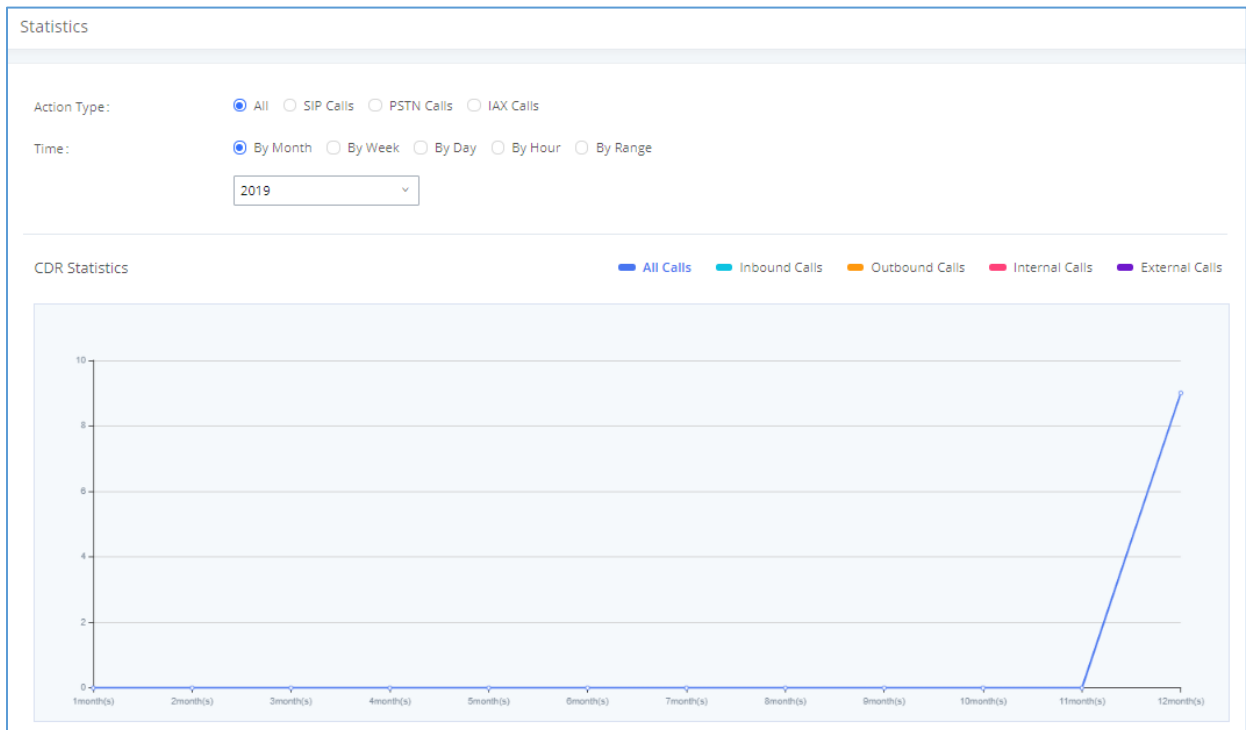 Statistics
Action Type: All SIP Calls PSTN Calls IAX Calls
Time: By Month By Week By Day By Hour By Range
2019
CDR Statistics All Calls Inbound Calls Outbound Calls Internal Calls External Calls
10
8
6
4
2
0
1month(s) 2month(s) 3month(s) 4month(s) 5month(s) 6month(s) 7month(s) 8month(s) 9month(s) 10month(s) 11month(s) 12month(s)